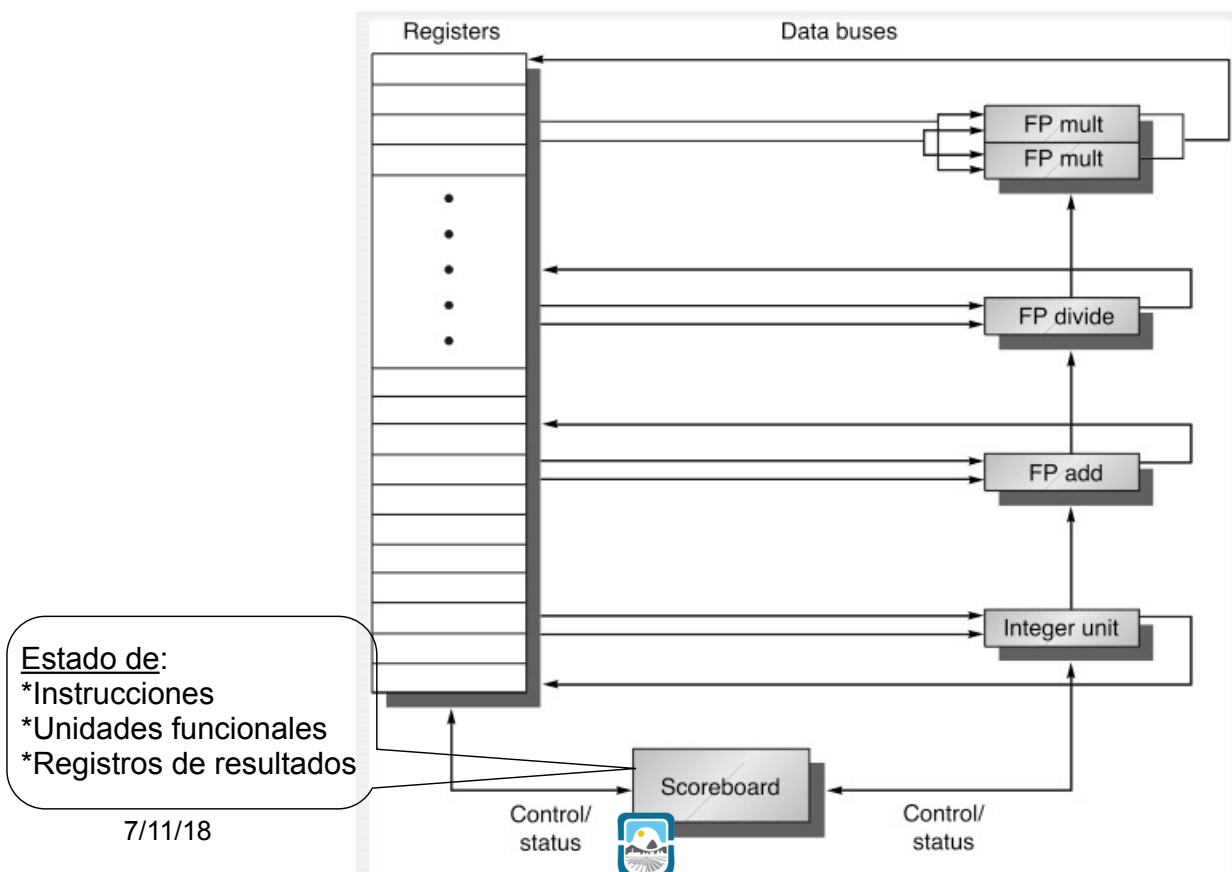 Registers
Data buses
FP mult
FP mult
FP divide
FP add
Integer unit
Estado de:
*Instrucciones
*Unidades funcionales
*Registros de resultados
Scoreboard
Control/
status
Control/
status
7/11/18